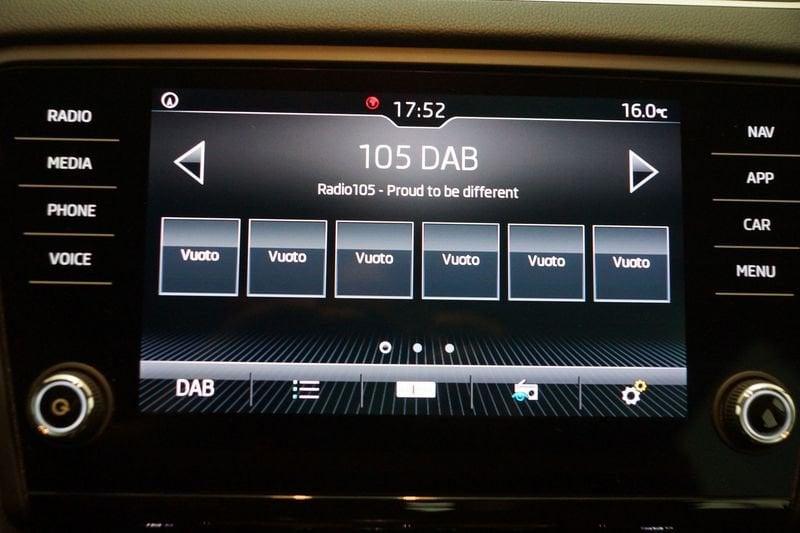 RADIO
MEDIA
PHONE
VOICE
17:52
16.0°C
105 DAB
Radio105 - Proud to be different
Vuoto Vuoto Vuoto Vuoto Vuoto Vuoto
DAB
NAV
APP
CAR
MENU